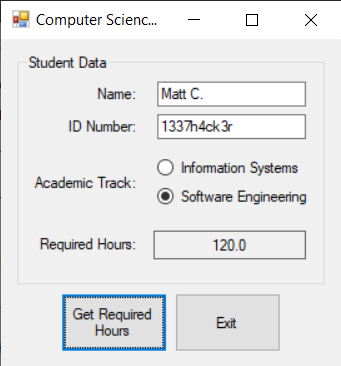 Computer Scienc...
Student Data
Name: Matt C.
ID Number: 1337h4ck3r
Academic Track:
Information Systems
Software Engineering
Required Hours: 120.0
Get Required
Hours
Exit